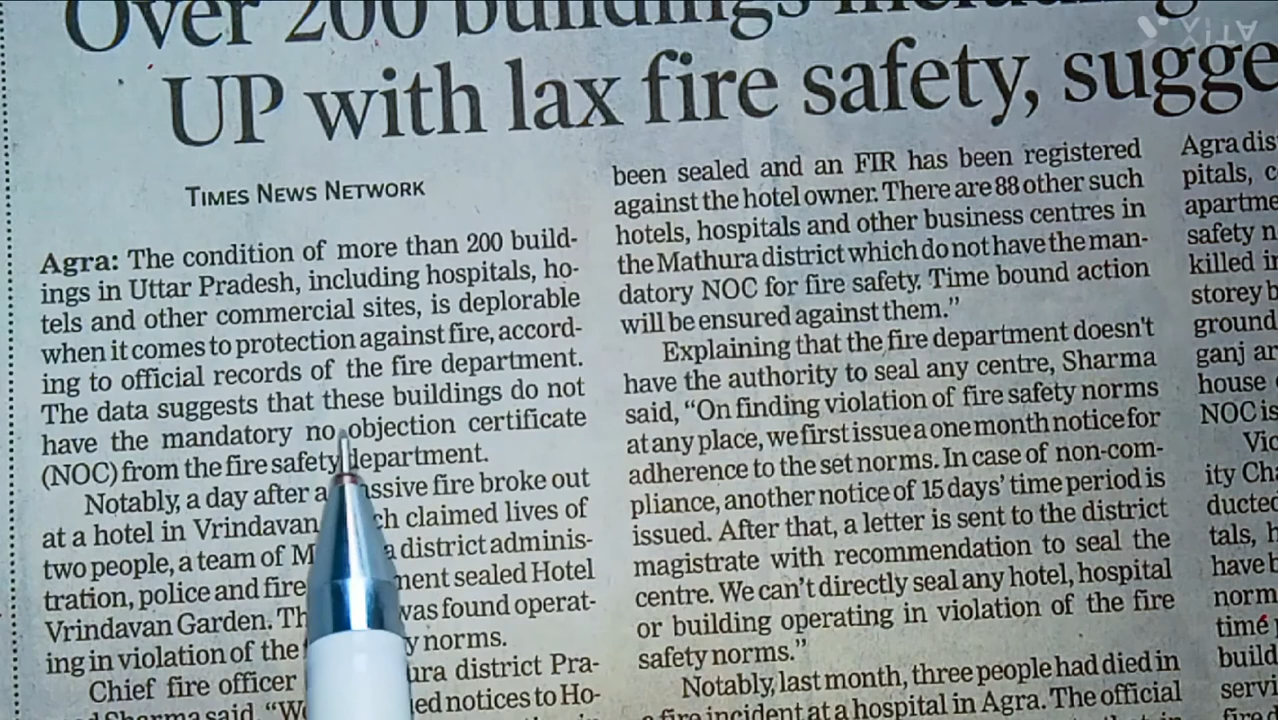 Over 200 buildings including
UP with lax fire safety, sugge
TIMES NEWS NETWORK
Agra: The condition of more than 200 build-
ings in Uttar Pradesh, including hospitals, ho-
tels and other commercial sites, is deplorable
when it comes to protection against fire, accord-
ing to official records of the fire department.
The data suggests that these buildings do not
have the mandatory no objection certificate
(NOC) from the fire safety department.
Notably, a day after a massive fire broke out
at a hotel in Vrindavan which claimed lives of
two people, a team of M a district adminis-
tration, police and fire ment sealed Hotel
Vrindavan Garden. Th was found operat-
ing in violation of the y norms.
Chief fire officer ura district Pra-
Sharma said, "We ed notices to Ho-
been sealed and an FIR has been registered
against the hotel owner. There are 88 other such
hotels, hospitals and other business centres in
the Mathura district which do not have the man-
datory NOC for fire safety. Time bound action
will be ensured against them."
Explaining that the fire department doesn't
have the authority to seal any centre, Sharma
said, "On finding violation of fire safety norms
at any place, we first issue a one month notice for
adherence to the set norms. In case of non-com-
pliance, another notice of 15 days' time period is
issued. After that, a letter is sent to the district
magistrate with recommendation to seal the
centre. We can't directly seal any hotel, hospital
or building operating in violation of the fire
safety norms."
Notably, last month, three people had died in
a fire incident at a hospital in Agra. The official
Agra dis
pitals, c
apartme
safety n
killed in
storey b
ground
ganj ar
house
NOC is
Vic
ity Cha
ducted
tals, h
have b
norm
time
build
servi
fire d
VITA